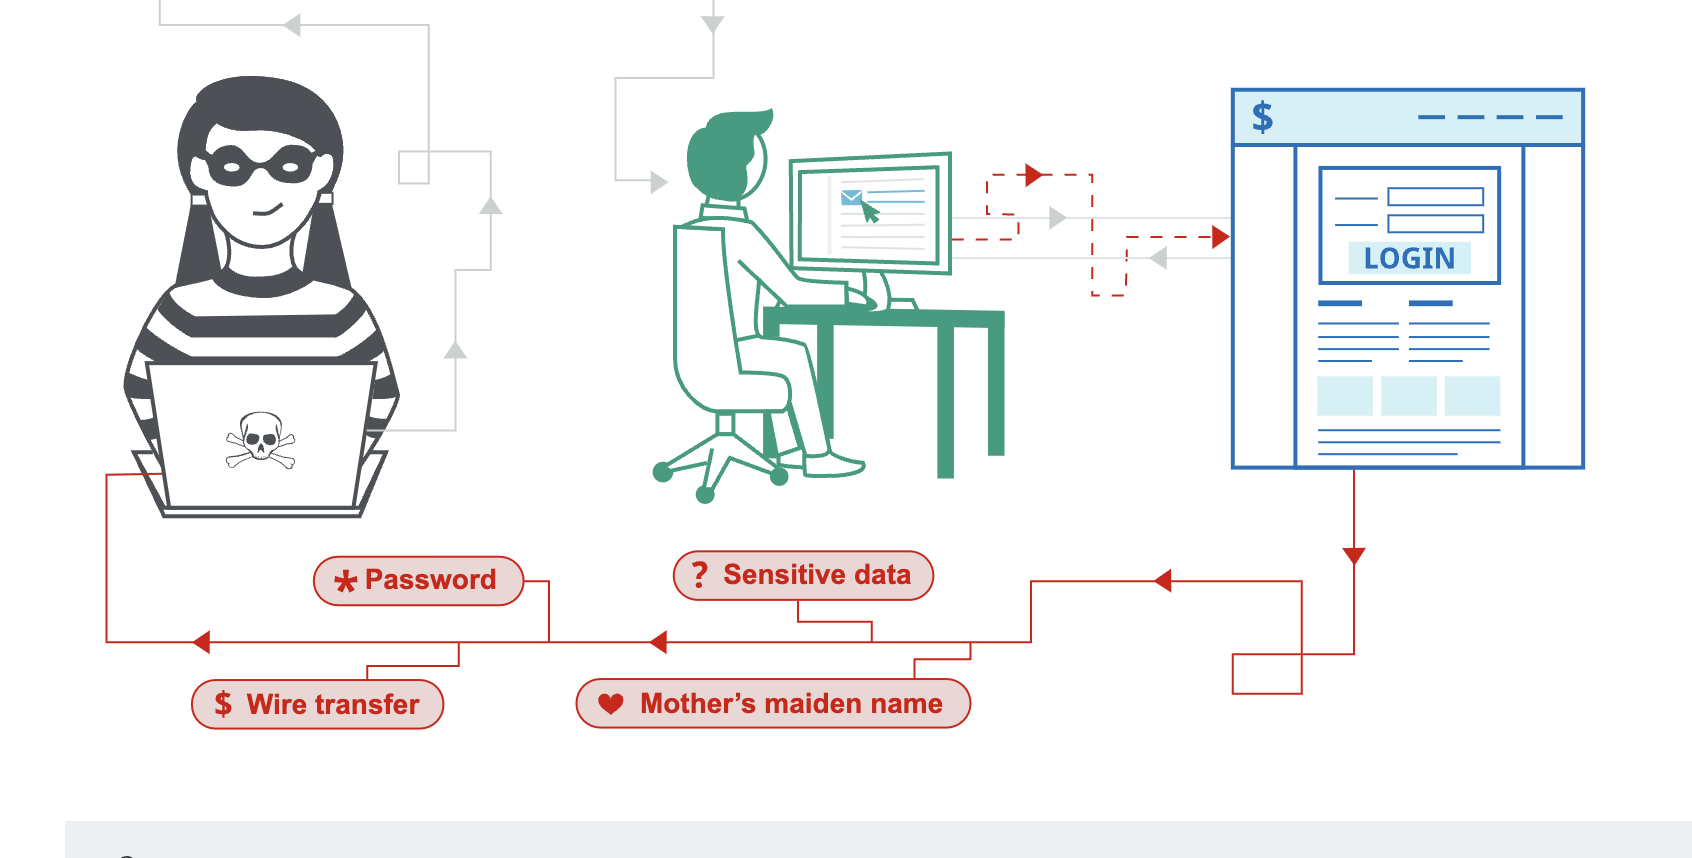 $
LOGIN
* Password
? Sensitive data
$ Wire transfer
Mother’s maiden name